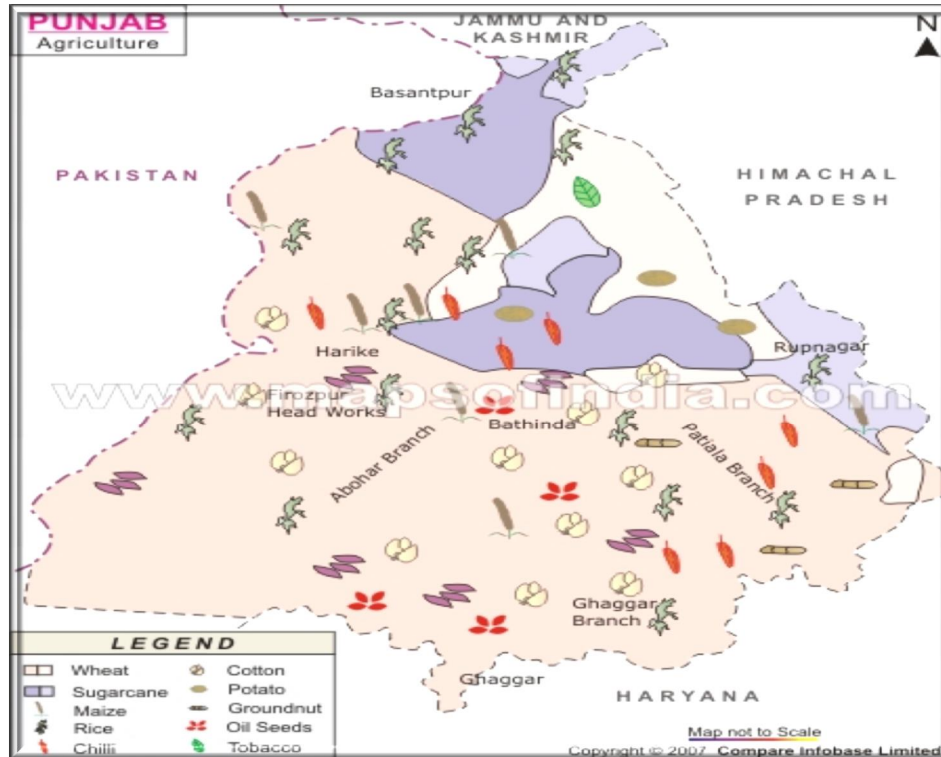 PUNJAB
Agriculture
JAMMU AND
KASHMIR
N
Basantpur
PAKISTAN
HIMACHAL
PRADESH
Harike
Rupnagar
www.mapsofindia.com
Firozpur
Head Works
Bathinda
Abohar Branch
Patiala Branch
Ghaggar
Branch
Ghaggar
HARYANA
LEGEND
Wheat
Cotton
Sugarcane
Potato
Maize
Groundnut
Rice
Oil Seeds
Chilii
Tobacco
Map not to Scale
Copyright © 2007 Compare Infobase Limited